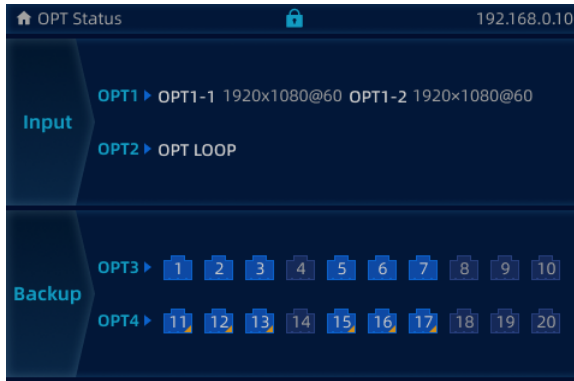 OPT Status 192.168.0.10
Input
OPT1 OPT1-1 1920x1080@60 OPT1-2 1920×1080@60
OPT2 OPT LOOP
Backup
OPT3 1 2 3 4 5 6 7 8 9 10
OPT4 11 12 13 14 15 16 17 18 19 20